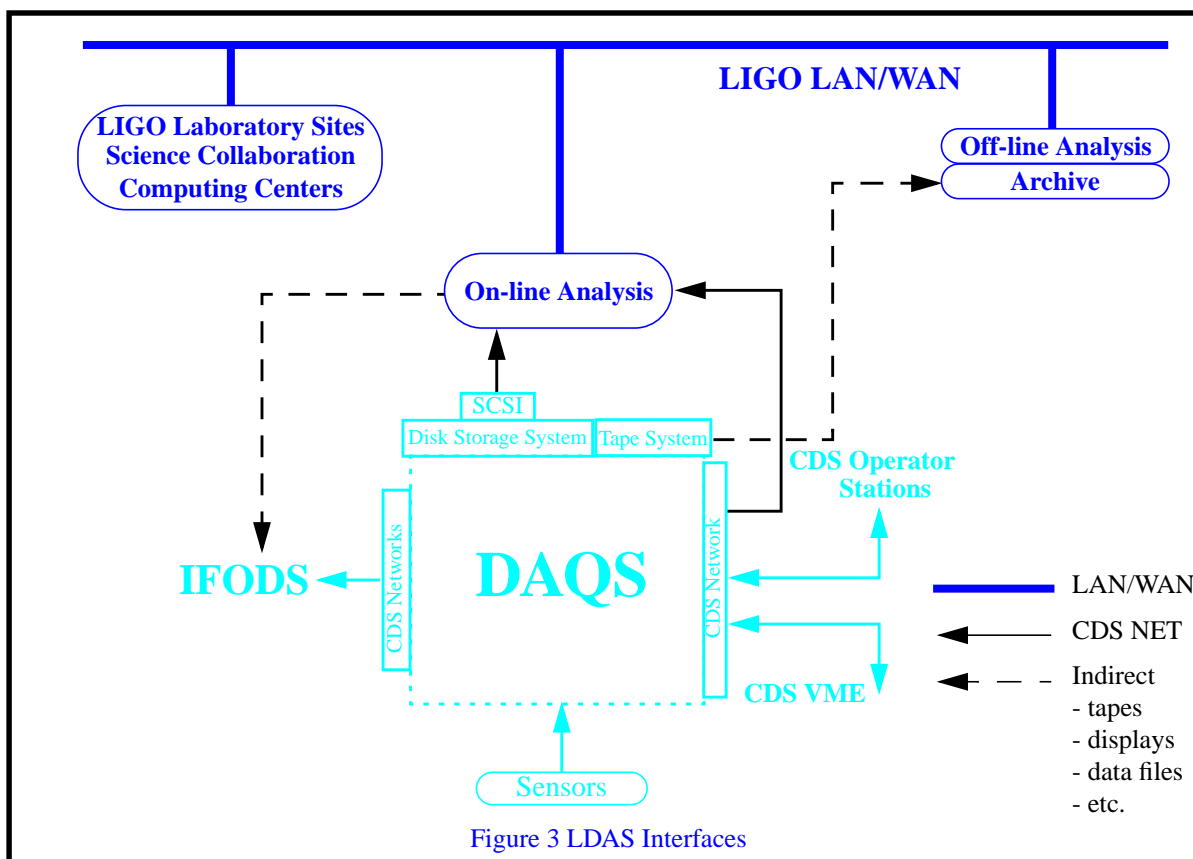 LIGO LAN/WAN
LIGO Laboratory Sites
Science Collaboration
Computing Centers
Off-line Analysis
Archive
On-line Analysis
SCSI
Disk Storage System
Tape System
CDS Operator
Stations
CDS Networks
IFODS
DAQS
CDS Network
CDS VME
Sensors
LAN/WAN
CDS NET
Indirect
- tapes
- displays
- data files
- etc.
Figure 3 LDAS Interfaces